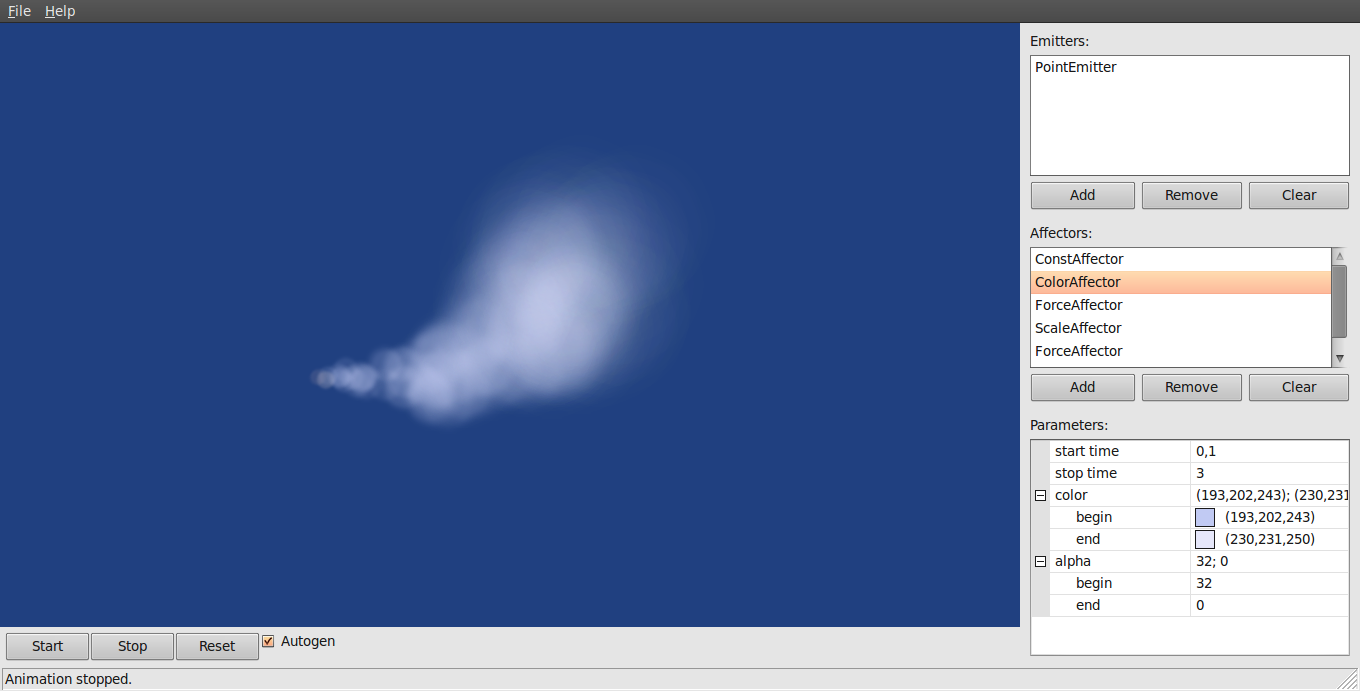 File Help
Emitters:
PointEmitter
Add Remove Clear
Affectors:
ConstAffector
ColorAffector
ForceAffector
ScaleAffector
ForceAffector
Add Remove Clear
Parameters:
start time 0,1
stop time 3
color (193,202,243); (230,231
begin (193,202,243)
end (230,231,250)
alpha 32; 0
begin 32
end 0
Start Stop Reset Autogen
Animation stopped.